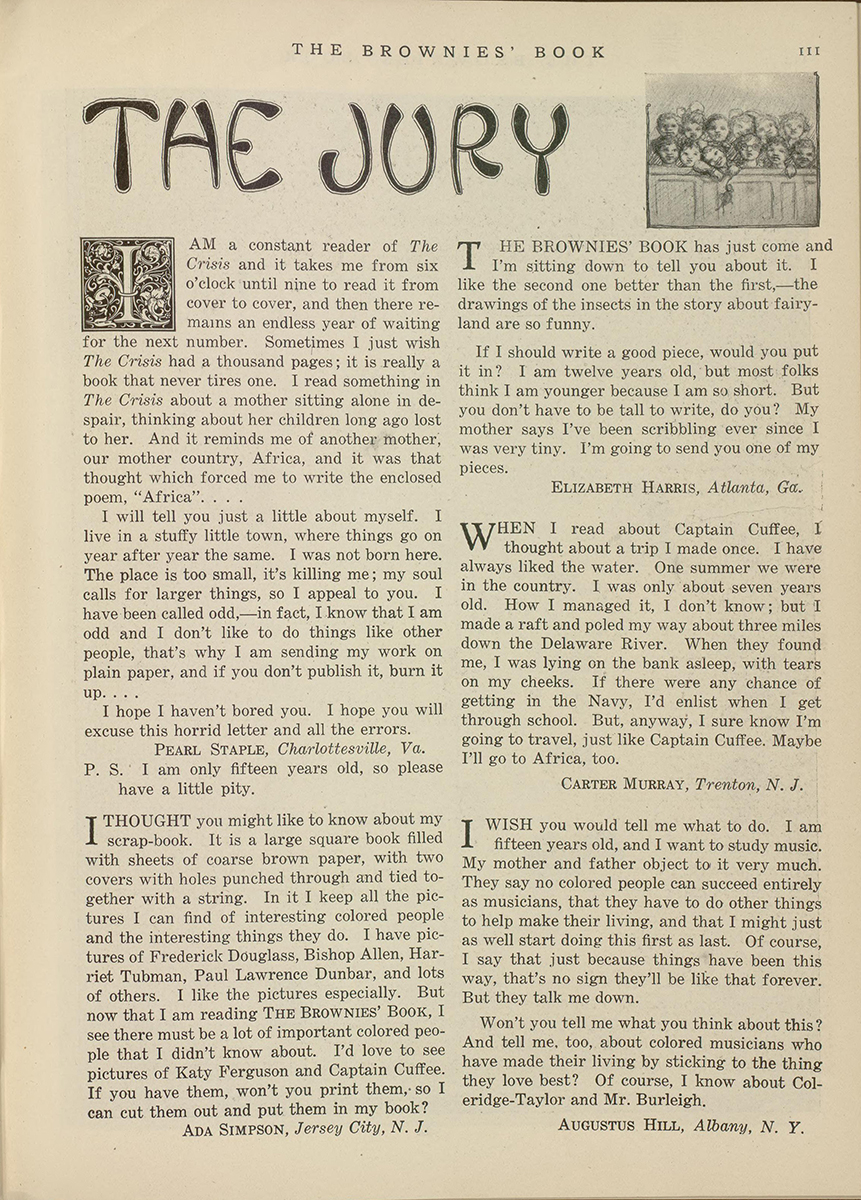 THE BROWNIES' BOOK
111
THE JURY
I AM a constant reader of The
Crisis and it takes me from six
o'clock until nine to read it from
cover to cover, and then there re-
mains an endless year of waiting
for the next number. Sometimes I just wish
The Crisis had a thousand pages; it is really a
book that never tires one. I read something in
The Crisis about a mother sitting alone in de-
spair, thinking about her children long ago lost
to her. And it reminds me of another mother,
our mother country, Africa, and it was that
thought which forced me to write the enclosed
poem, “Africa”. . . .
I will tell you just a little about myself. I
live in a stuffy little town, where things go on
year after year the same. I was not born here.
The place is too small, it's killing me; my soul
calls for larger things, so I appeal to you. I
have been called odd,—in fact, I know that I am
odd and I don't like to do things like other
people, that's why I am sending my work on
plain paper, and if you don't publish it, burn it
up. . . .
I hope I haven't bored you. I hope you will
excuse this horrid letter and all the errors.
PEARL STAPLE, Charlottesville, Va.
P. S. I am only fifteen years old, so please
have a little pity.
I THOUGHT you might like to know about my
scrap-book. It is a large square book filled
with sheets of coarse brown paper, with two
covers with holes punched through and tied to-
gether with a string. In it I keep all the pic-
tures I can find of interesting colored people
and the interesting things they do. I have pic-
tures of Frederick Douglass, Bishop Allen, Har-
riet Tubman, Paul Lawrence Dunbar, and lots
of others. I like the pictures especially. But
now that I am reading THE BROWNIES' BOOK, I
see there must be a lot of important colored peo-
ple that I didn't know about. I'd love to see
pictures of Katy Ferguson and Captain Cuffee.
If you have them, won't you print them, so I
can cut them out and put them in my book?
ADA SIMPSON, Jersey City, N. J.
THE BROWNIES' BOOK has just come and
I'm sitting down to tell you about it. I
like the second one better than the first,—the
drawings of the insects in the story about fairy-
land are so funny.
If I should write a good piece, would you put
it in? I am twelve years old, but most folks
think I am younger because I am so short. But
you don't have to be tall to write, do you? My
mother says I've been scribbling ever since I
was very tiny. I'm going to send you one of my
pieces.
ELIZABETH HARRIS, Atlanta, Ga.
WHEN I read about Captain Cuffee, I
thought about a trip I made once. I have
always liked the water. One summer we were
in the country. I was only about seven years
old. How I managed it, I don't know; but I
made a raft and poled my way about three miles
down the Delaware River. When they found
me, I was lying on the bank asleep, with tears
on my cheeks. If there were any chance of
getting in the Navy, I'd enlist when I get
through school. But, anyway, I sure know I'm
going to travel, just like Captain Cuffee. Maybe
I'll go to Africa, too.
CARTER MURRAY, Trenton, N. J.
I WISH you would tell me what to do. I am
fifteen years old, and I want to study music.
My mother and father object to it very much.
They say no colored people can succeed entirely
as musicians, that they have to do other things
to help make their living, and that I might just
as well start doing this first as last. Of course,
I say that just because things have been this
way, that's no sign they'll be like that forever.
But they talk me down.
Won't you tell me what you think about this?
And tell me, too, about colored musicians who
have made their living by sticking to the thing
they love best? Of course, I know about Col-
eridge-Taylor and Mr. Burleigh.
AUGUSTUS HILL, Albany, N. Y.